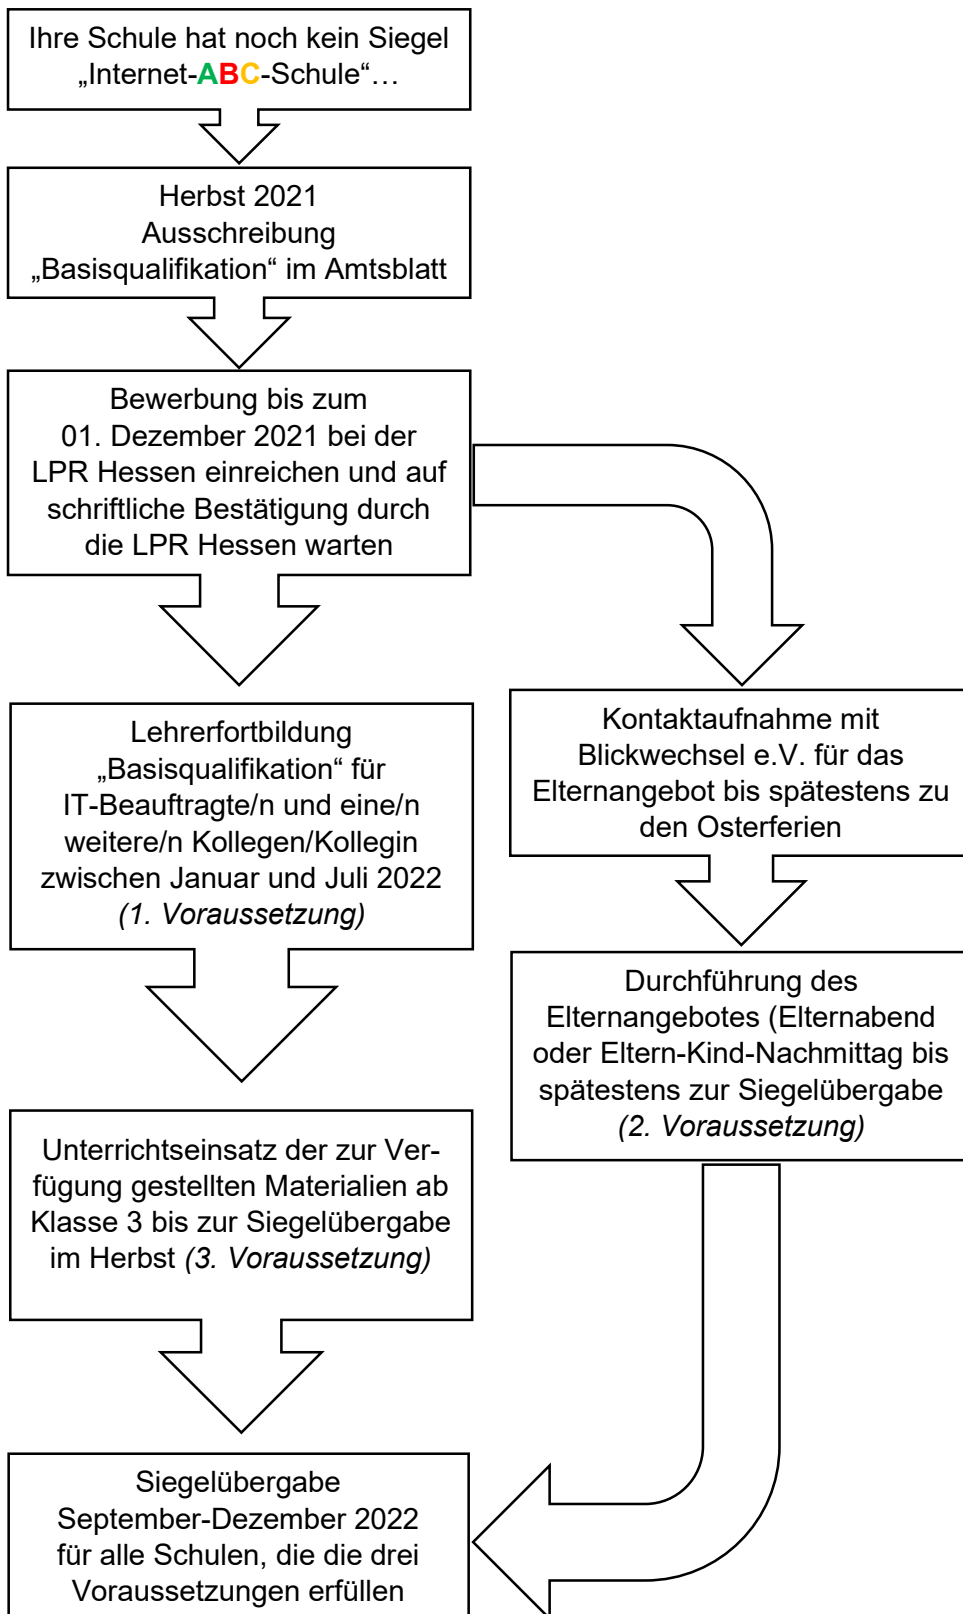 Ihre Schule hat noch kein Siegel
„Internet-ABC-Schule“…
Herbst 2021
Ausschreibung
„Basisqualifikation“ im Amtsblatt
Bewerbung bis zum
01. Dezember 2021 bei der
LPR Hessen einreichen und auf
schriftliche Bestätigung durch
die LPR Hessen warten
Lehrerfortbildung
„Basisqualifikation“ für
IT-Beauftragte/n und eine/n
weitere/n Kollegen/Kollegin
zwischen Januar und Juli 2022
(1. Voraussetzung)
Kontaktaufnahme mit
Blickwechsel e.V. für das
Elternangebot bis spätestens zu
den Osterferien
Durchführung des
Elternangebotes (Elternabend
oder Eltern-Kind-Nachmittag bis
spätestens zur Siegelübergabe
(2. Voraussetzung)
Unterrichtseinsatz der zur Ver-
fügung gestellten Materialien ab
Klasse 3 bis zur Siegelübergabe
im Herbst (3. Voraussetzung)
Siegelübergabe
September-Dezember 2022
für alle Schulen, die die drei
Voraussetzungen erfüllen